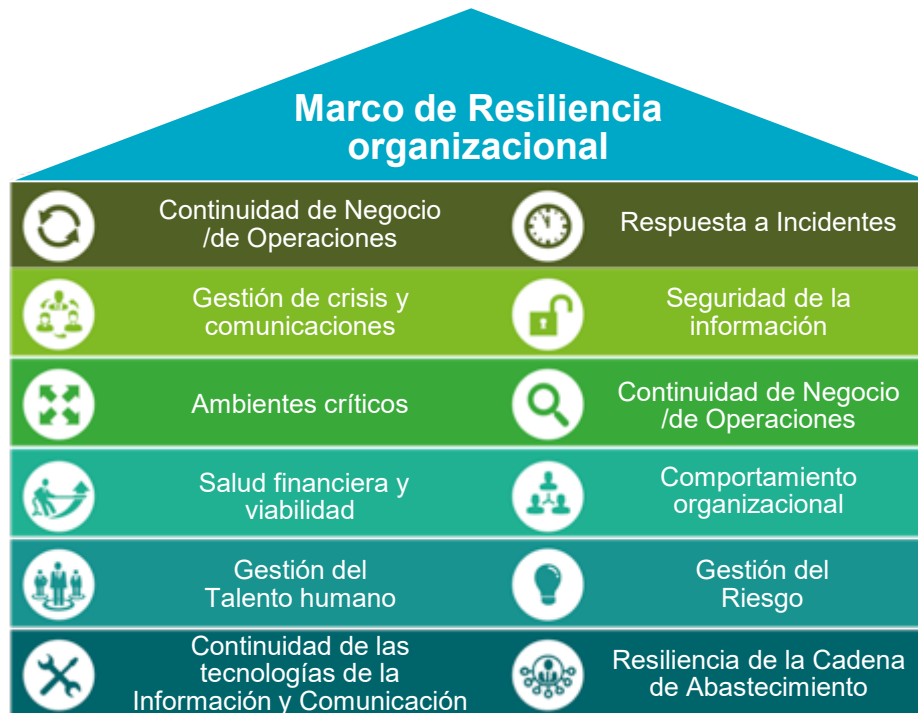 Marco de Resiliencia
organizacional
Continuidad de Negocio
/de Operaciones
Respuesta a Incidentes
Gestión de crisis y
comunicaciones
Seguridad de la
información
Ambientes críticos
Continuidad de Negocio
/de Operaciones
Salud financiera y
viabilidad
Comportamiento
organizacional
Gestión del
Talento humano
Gestión del
Riesgo
Continuidad de las
tecnologías de la
Información y Comunicación
Resiliencia de la Cadena
de Abastecimiento